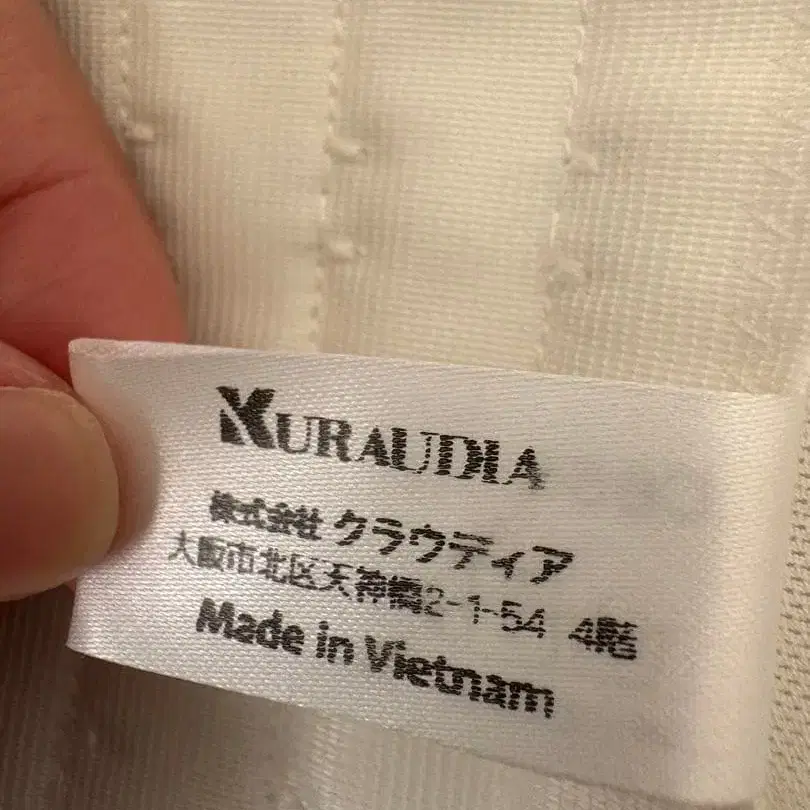 KURAUDIA
株式会社 クラウディア
大阪市北区天神橋2-1-54 4階
Made in Vietnam